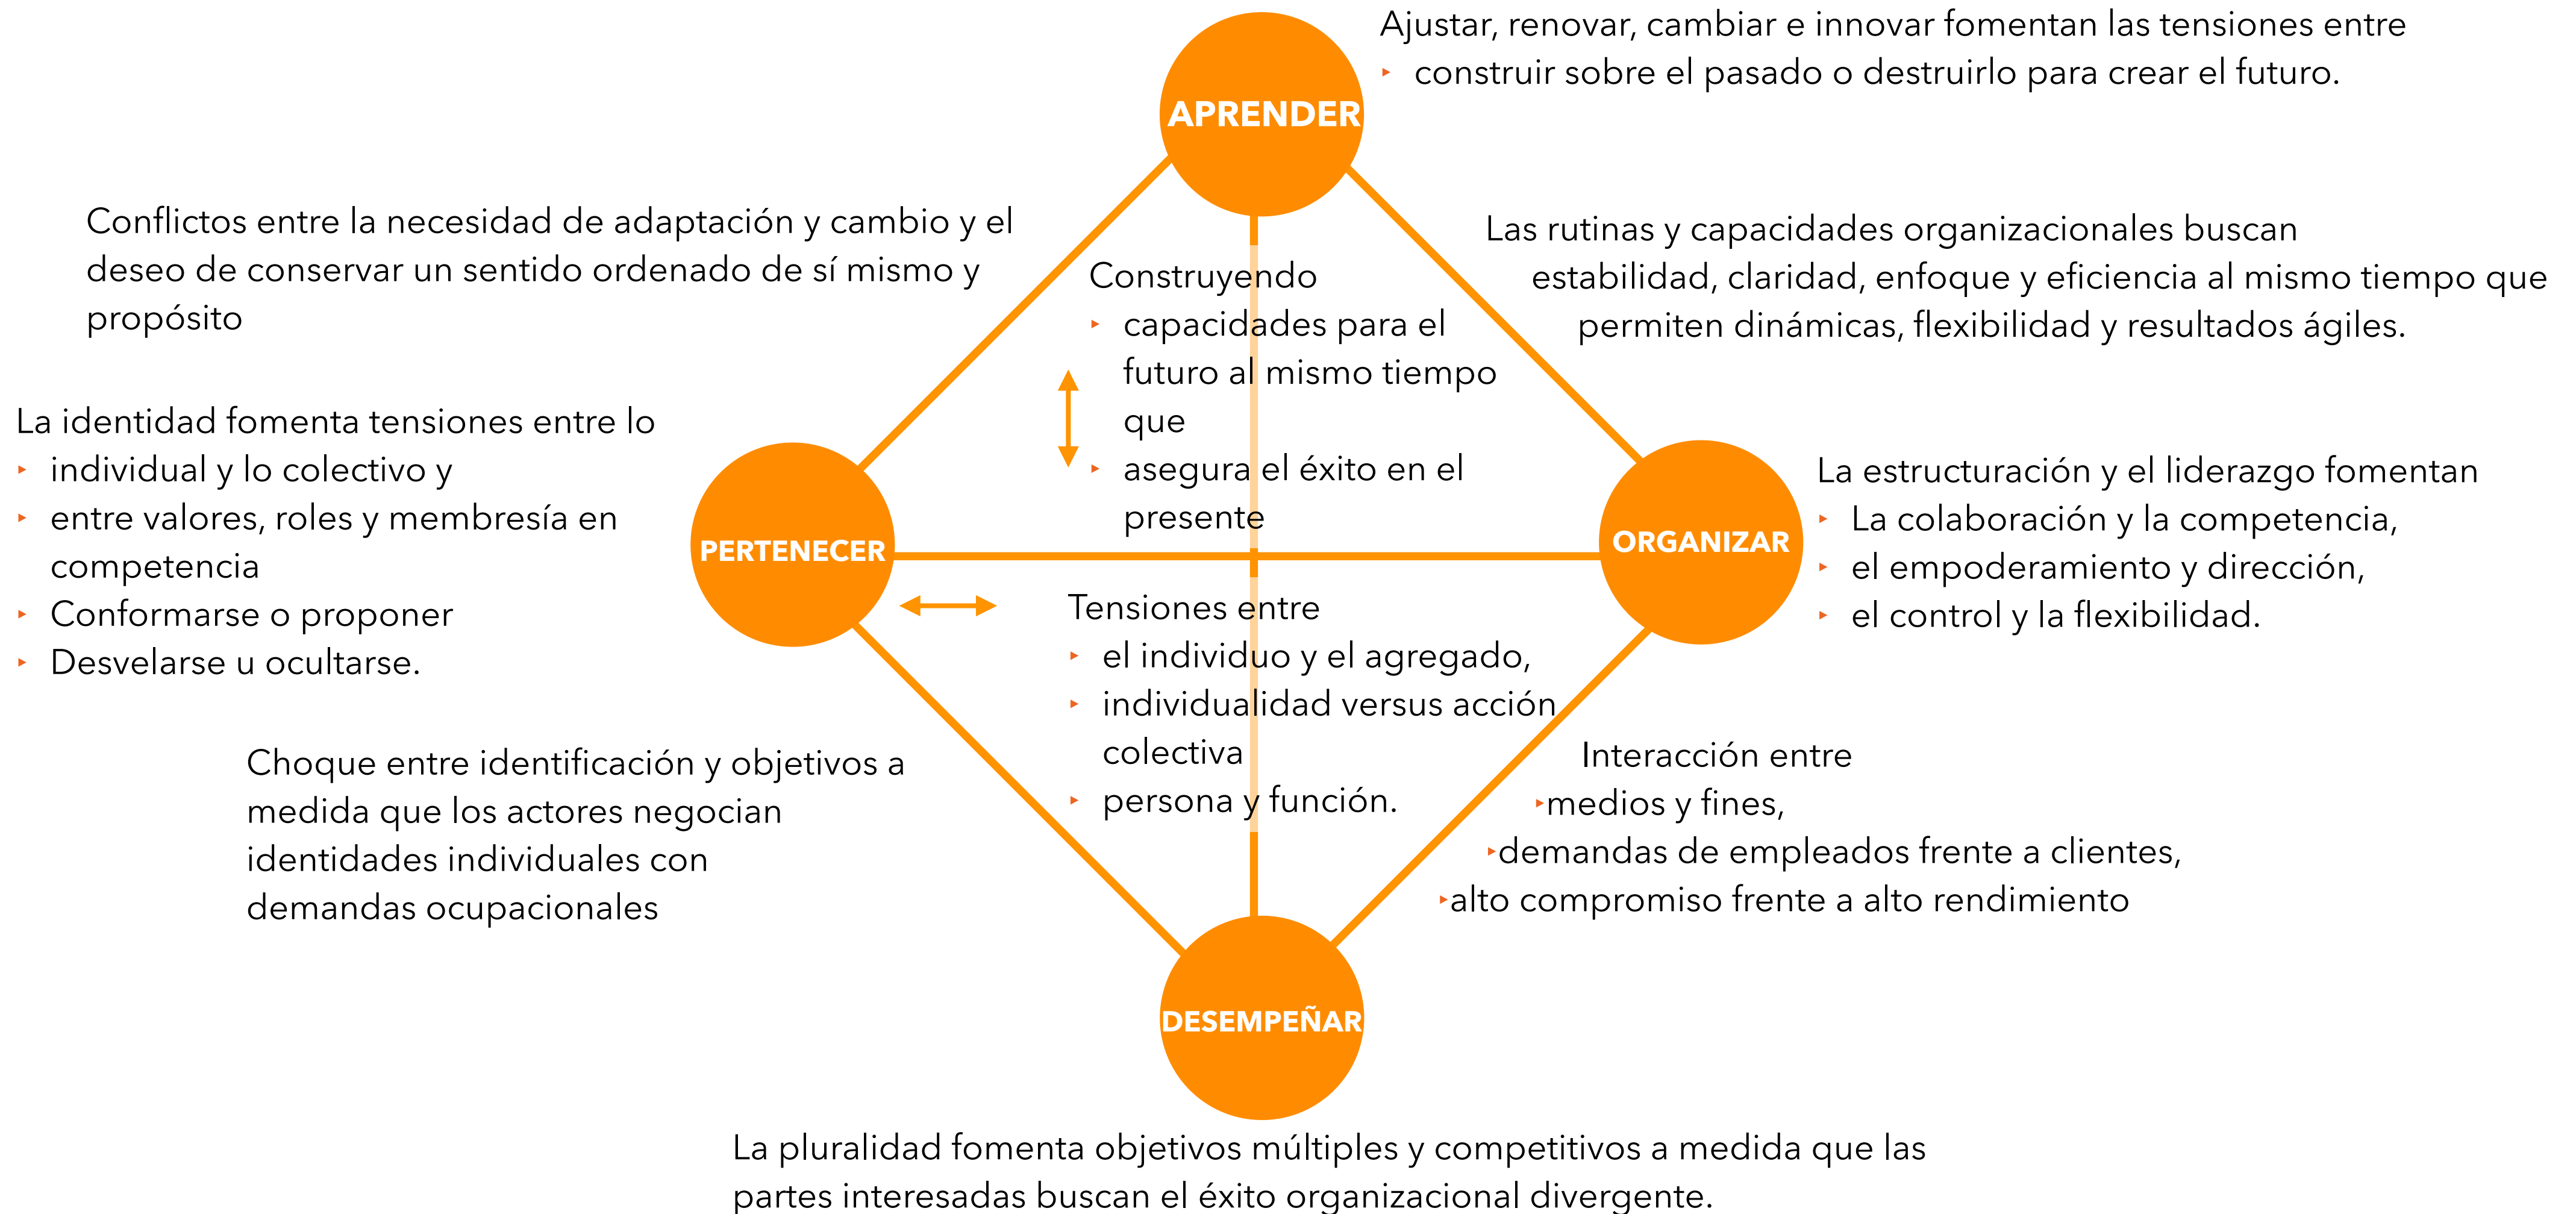 APRENDER
Ajustar, renovar, cambiar e innovar fomentan las tensiones entre
‣ construir sobre el pasado o destruirlo para crear el futuro.
Conflictos entre la necesidad de adaptación y cambio y el
deseo de conservar un sentido ordenado de sí mismo y
propósito
Las rutinas y capacidades organizacionales buscan
estabilidad, claridad, enfoque y eficiencia al mismo tiempo que
permiten dinámicas, flexibilidad y resultados ágiles.
Construyendo
‣ capacidades para el
futuro al mismo tiempo
que
‣ asegura el éxito en el
presente
La identidad fomenta tensiones entre lo
‣ individual y lo colectivo y
‣ entre valores, roles y membresía en
competencia
‣ Conformarse o proponer
‣ Desvelarse u ocultarse.
PERTENECER
ORGANIZAR
La estructuración y el liderazgo fomentan
‣ La colaboración y la competencia,
‣ el empoderamiento y dirección,
‣ el control y la flexibilidad.
Tensiones entre
‣ el individuo y el agregado,
‣ individualidad versus acción
colectiva
‣ persona y función.
Choque entre identificación y objetivos a
medida que los actores negocian
identidades individuales con
demandas ocupacionales
Interacción entre
‣medios y fines,
‣demandas de empleados frente a clientes,
‣alto compromiso frente a alto rendimiento
DESEMPEÑAR
La pluralidad fomenta objetivos múltiples y competitivos a medida que las
partes interesadas buscan el éxito organizacional divergente.